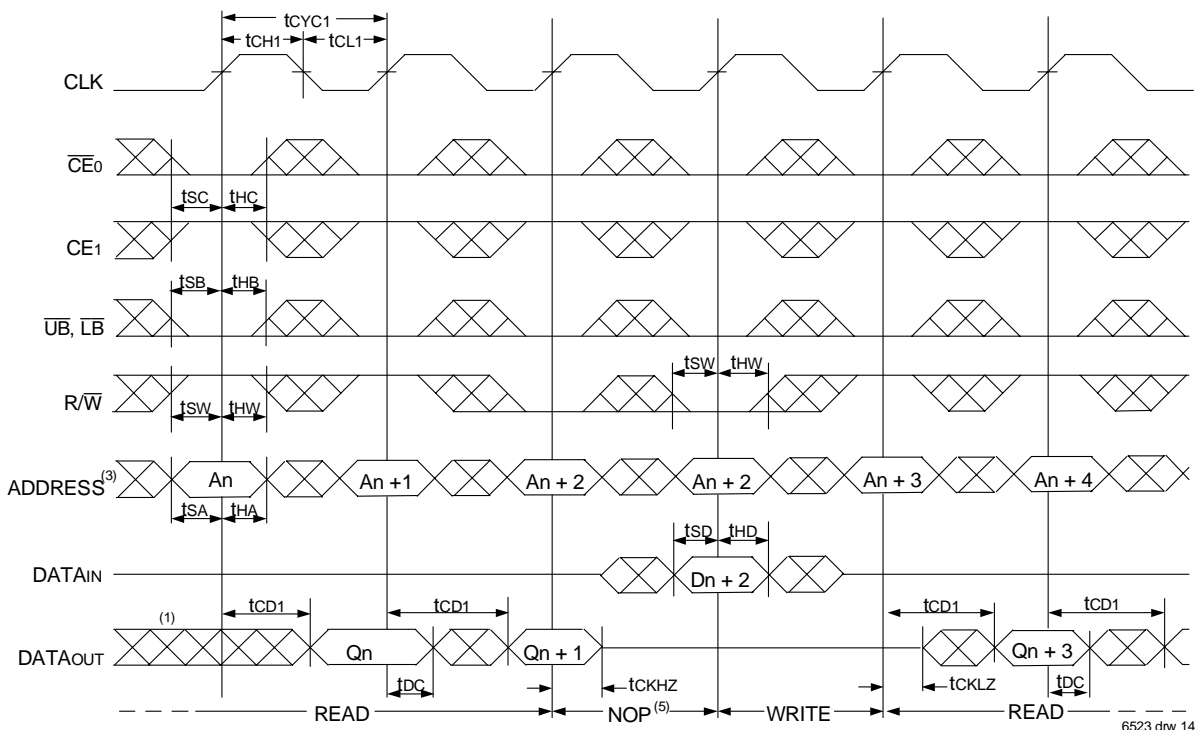 tCYC1
tCH1 tCL1
CLK
CE0
tSC tHC
CE1
tSB tHB
UB, LB
tSW tHW
R/W
tSW tHW
ADDRESS(3) An An +1 An + 2 An + 2 An + 3 An + 4
tSA tHA
tSD tHD
DATAIN Dn + 2
tCD1 tCD1 tCD1 tCD1
(1)
DATAOUT Qn Qn + 1 Qn + 3
tDC tCKHZ tCKLZ tDC
READ NOP(5) WRITE READ
6523 drw 14